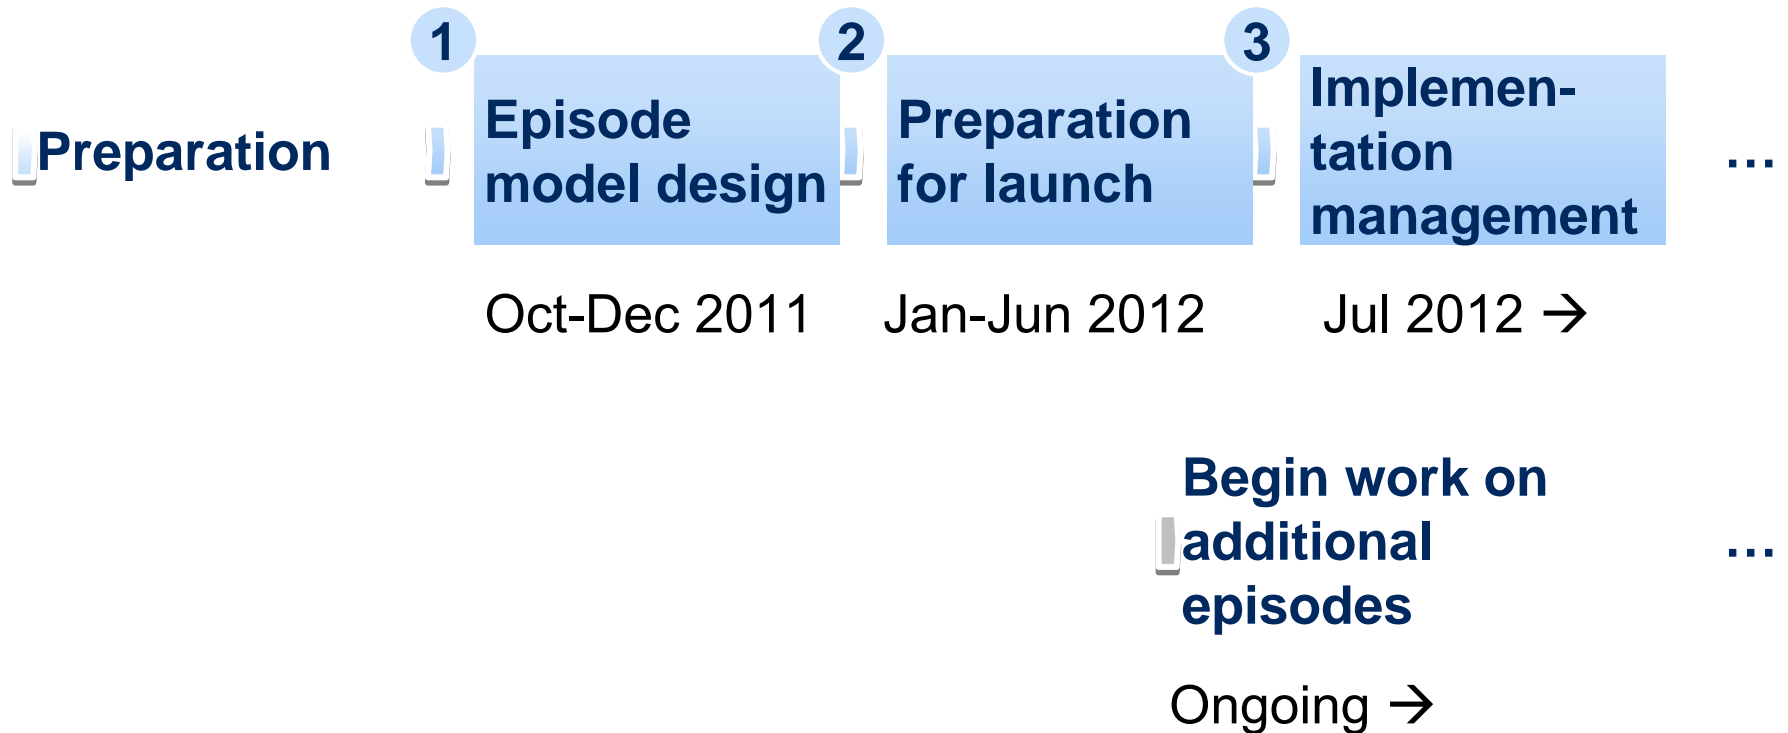 1
2
3
Preparation
Episode
model design
Preparation
for launch
Implemen-
tation
management
...
Oct-Dec 2011
Jan-Jun 2012
Jul 2012 →
Begin work on
additional
episodes
...
Ongoing →